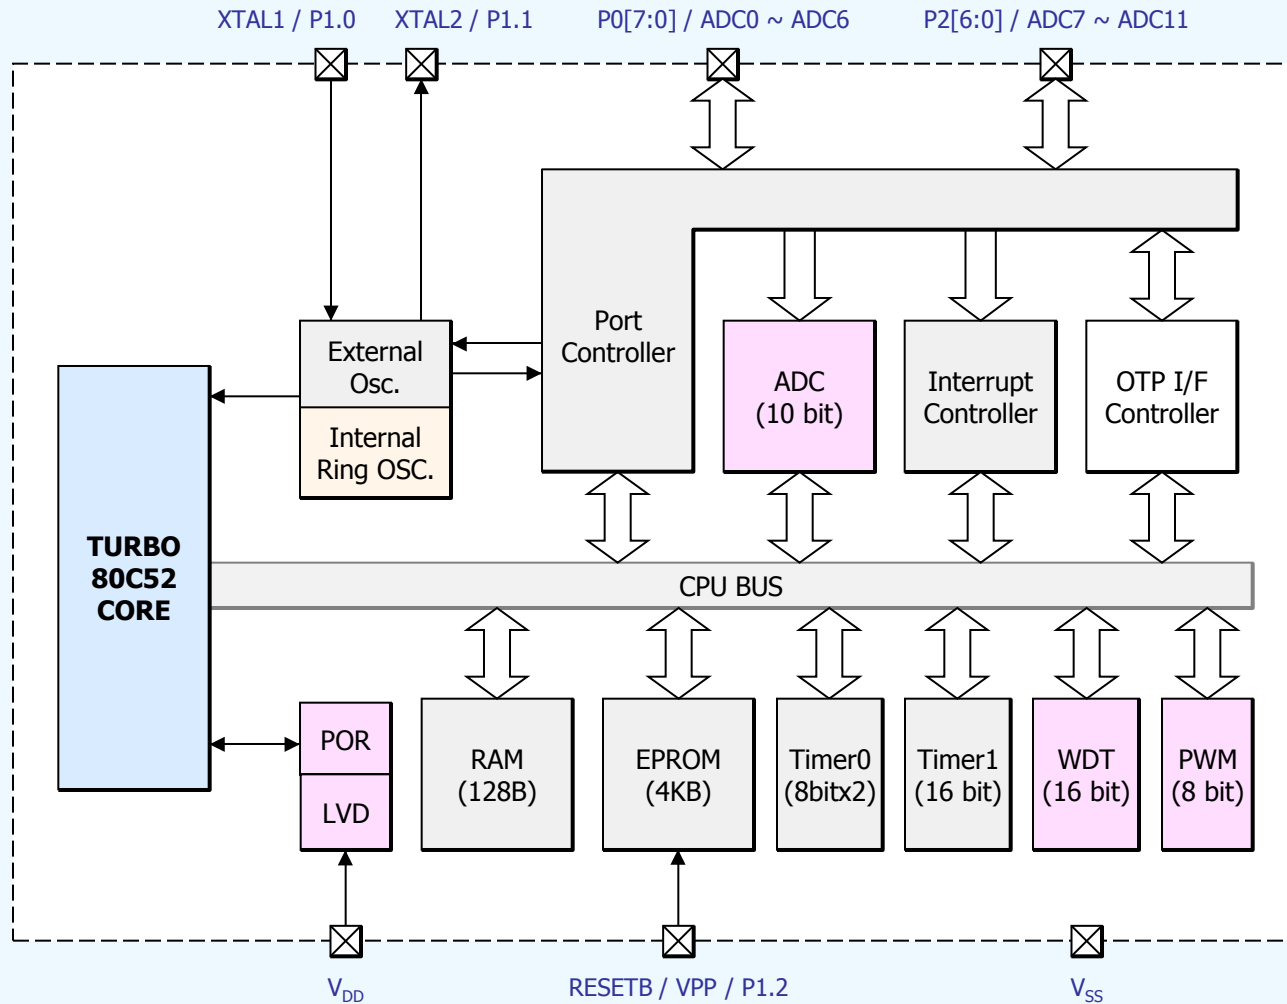 XTAL1 / P1.0
XTAL2 / P1.1
P0[7:0] / ADC0 ~ ADC6
P2[6:0] / ADC7 ~ ADC11
Port
Controller
External
Osc.
Internal
Ring OSC.
ADC
(10 bit)
Interrupt
Controller
OTP I/F
Controller
TURBO
80C52
CORE
CPU BUS
POR
LVD
RAM
(128B)
EPROM
(4KB)
Timer0
(8bitx2)
Timer1
(16 bit)
WDT
(16 bit)
PWM
(8 bit)
VDD
RESETB / VPP / P1.2
VSS